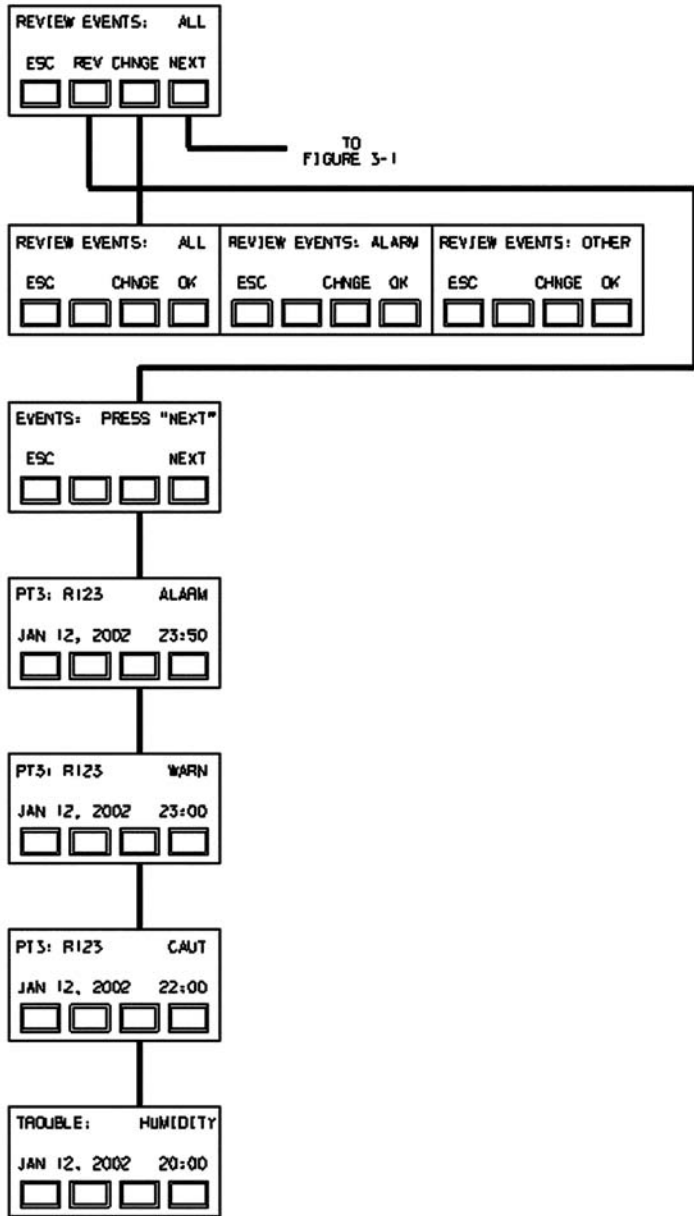 REVIEW EVENTS: ALL
ESC REV CHNGE NEXT
TO
FIGURE 3-1
REVIEW EVENTS: ALL
ESC CHNGE OK
REVIEW EVENTS: ALARM
ESC CHNGE OK
REVIEW EVENTS: OTHER
ESC CHNGE OK
EVENTS: PRESS "NEXT"
ESC NEXT
PT3: R123 ALARM
JAN 12, 2002 23:50
PT3: R123 WARN
JAN 12, 2002 23:00
PT3: R123 CAUT
JAN 12, 2002 22:00
TROUBLE: HUMIDITY
JAN 12, 2002 20:00